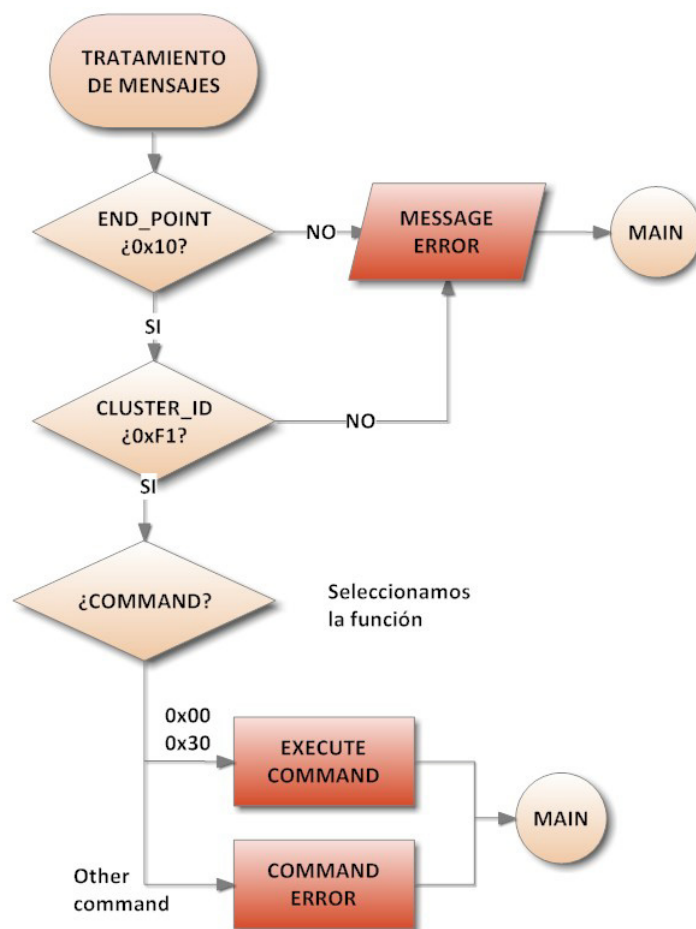 TRATAMIENTO
DE MENSAJES
END_POINT
¿0x10?
NO
MESSAGE
ERROR
MAIN
SI
CLUSTER_ID
¿0xF1?
NO
SI
¿COMMAND?
Seleccionamos
la función
0x00
0x30
EXECUTE
COMMAND
MAIN
Other
command
COMMAND
ERROR